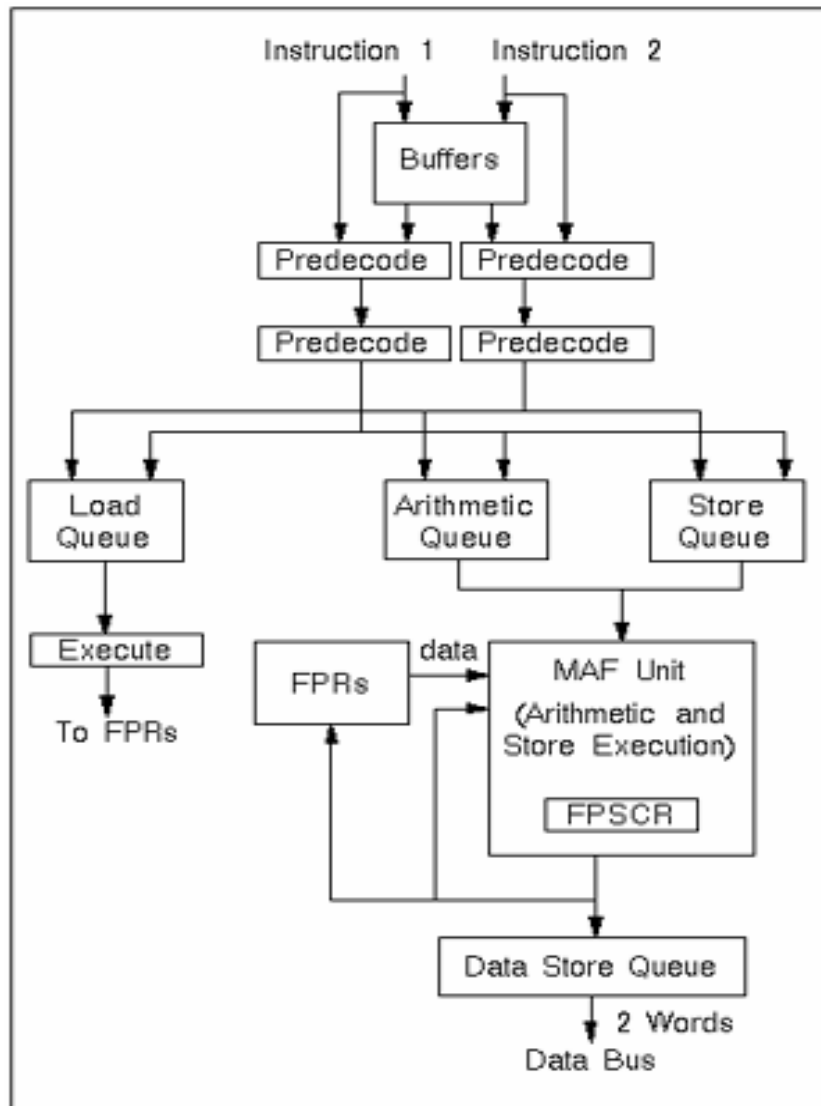 Instruction 1
Instruction 2
Buffers
Predecode
Predecode
Predecode
Predecode
Load
Queue
Arithmetic
Queue
Store
Queue
Execute
To FPRs
FPRs
data
MAF Unit
(Arithmetic and
Store Execution)
FPSCR
Data Store Queue
2 Words
Data Bus